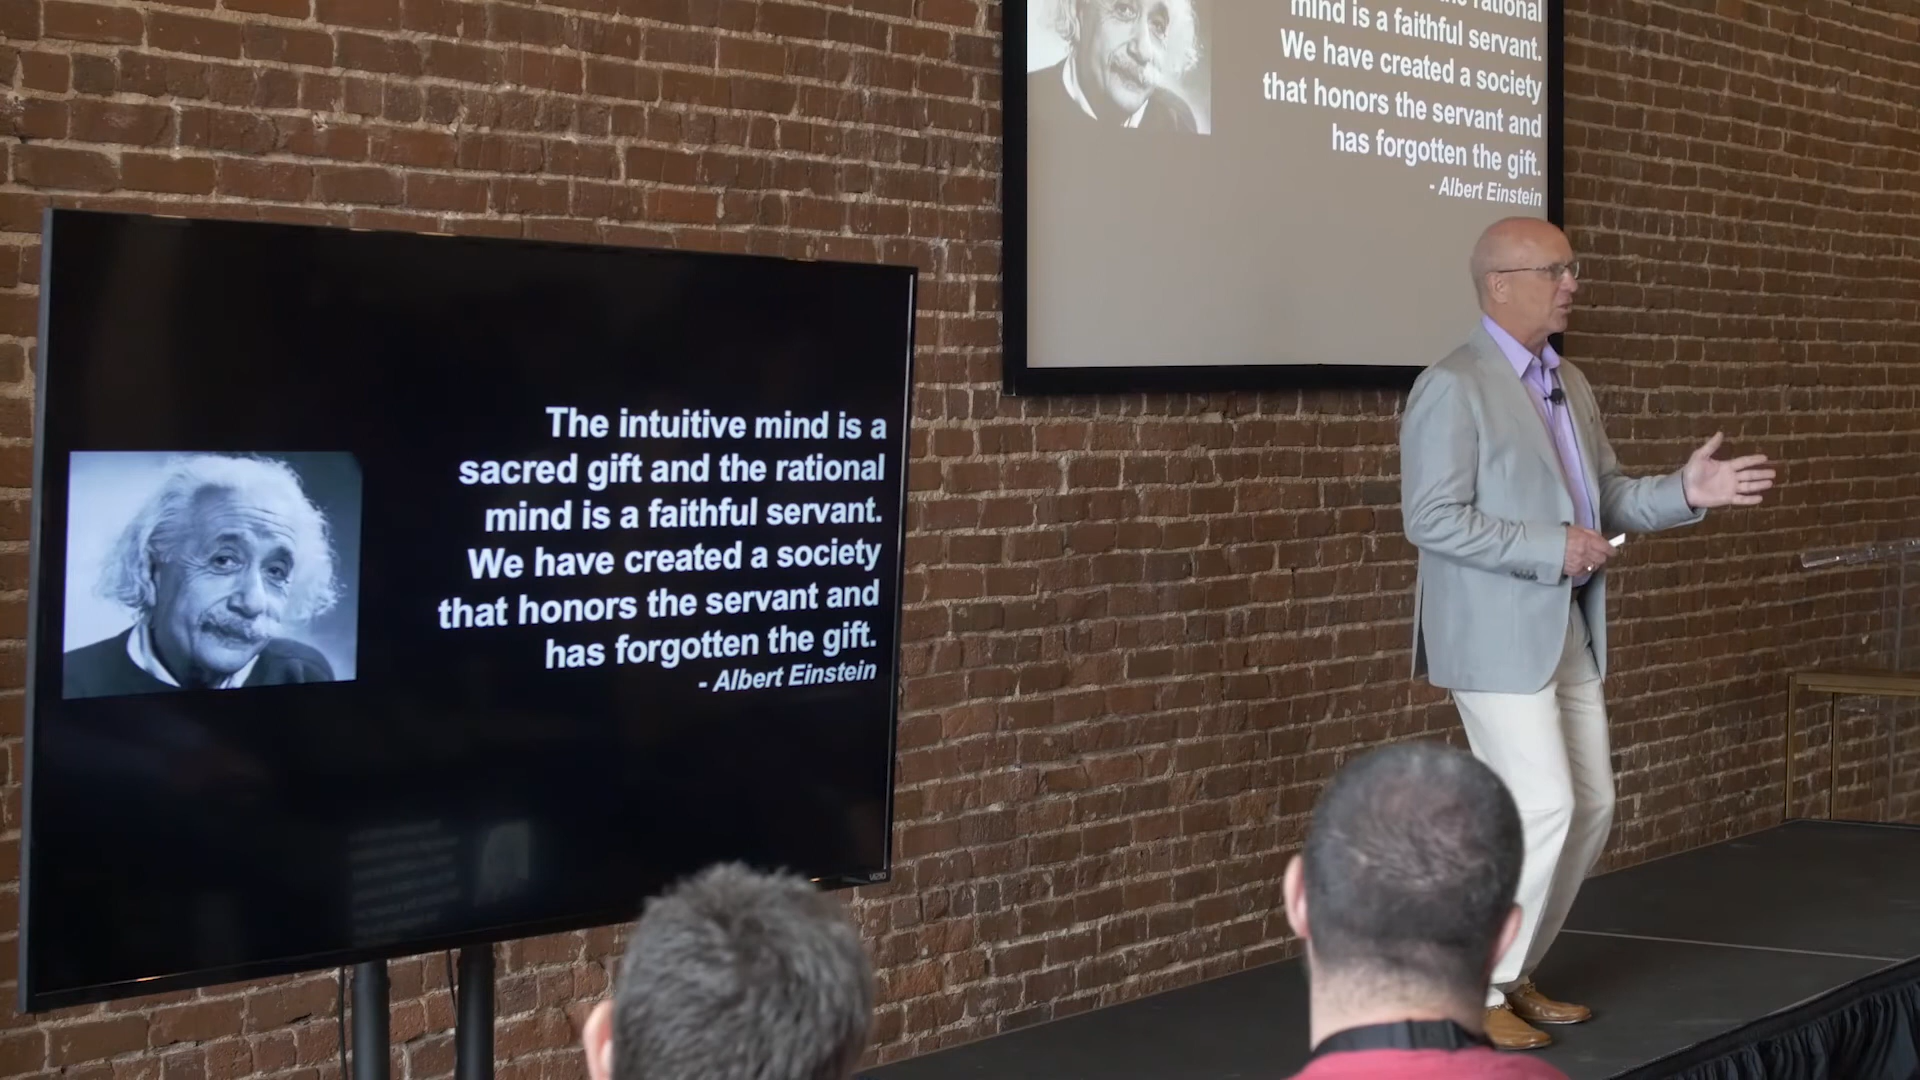 The intuitive mind is a
sacred gift and the rational
mind is a faithful servant.
We have created a society
that honors the servant and
has forgotten the gift.
- Albert Einstein
VIZIO
rational
mind is a faithful servant.
We have created a society
that honors the servant and
has forgotten the gift.
- Albert Einstein